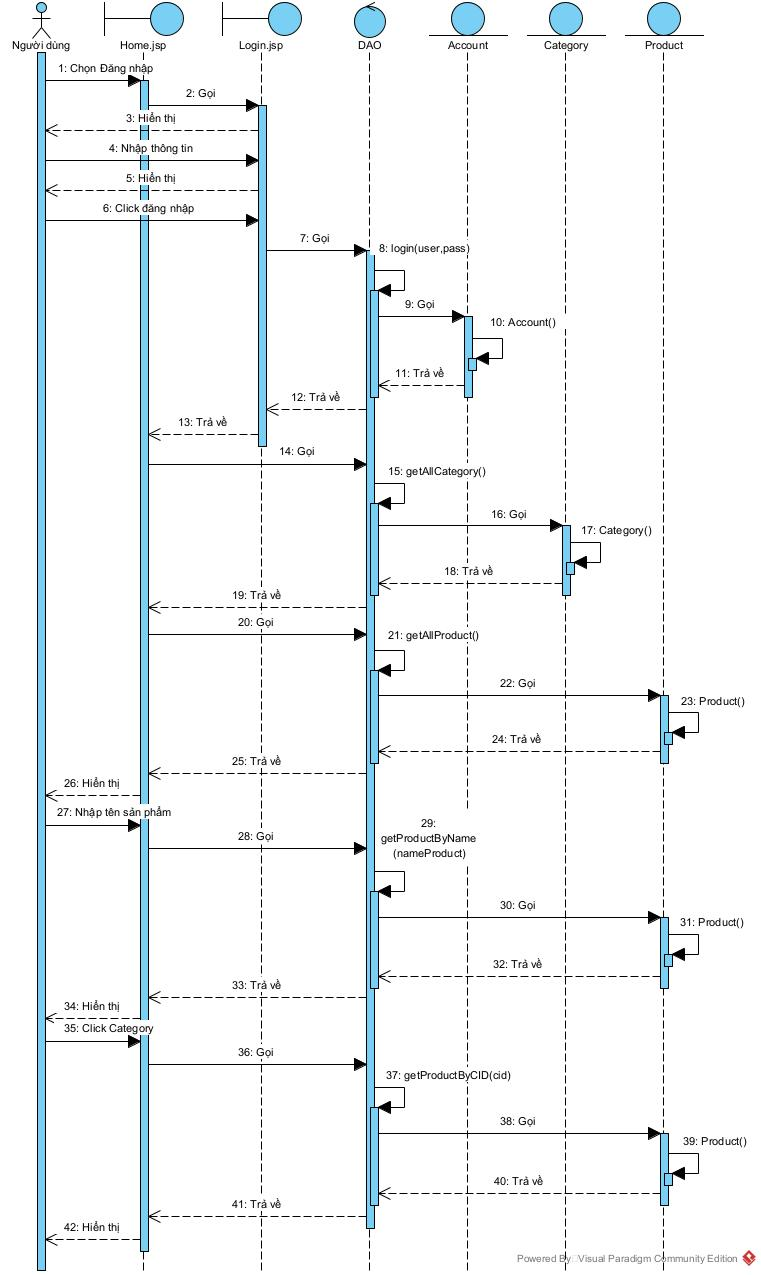 Người dùng
Home.jsp
Login.jsp
DAO
Account
Category
Product
1: Chọn Đăng nhập
2: Gọi
3: Hiển thị
4: Nhập thông tin
5: Hiển thị
6: Click đăng nhập
7: Gọi
8: login(user,pass)
9: Gọi
10: Account()
11: Trả về
12: Trả về
13: Trả về
14: Gọi
15: getAllCategory()
16: Gọi
17: Category()
18: Trả về
19: Trả về
20: Gọi
21: getAllProduct()
22: Gọi
23: Product()
24: Trả về
25: Trả về
26: Hiển thị
27: Nhập tên sản phẩm
28: Gọi
29:
getProductByName
(nameProduct)
30: Gọi
31: Product()
32: Trả về
33: Trả về
34: Hiển thị
35: Click Category
36: Gọi
37: getProductByCID(cid)
38: Gọi
39: Product()
40: Trả về
41: Trả về
42: Hiển thị
Powered By Visual Paradigm Community Edition